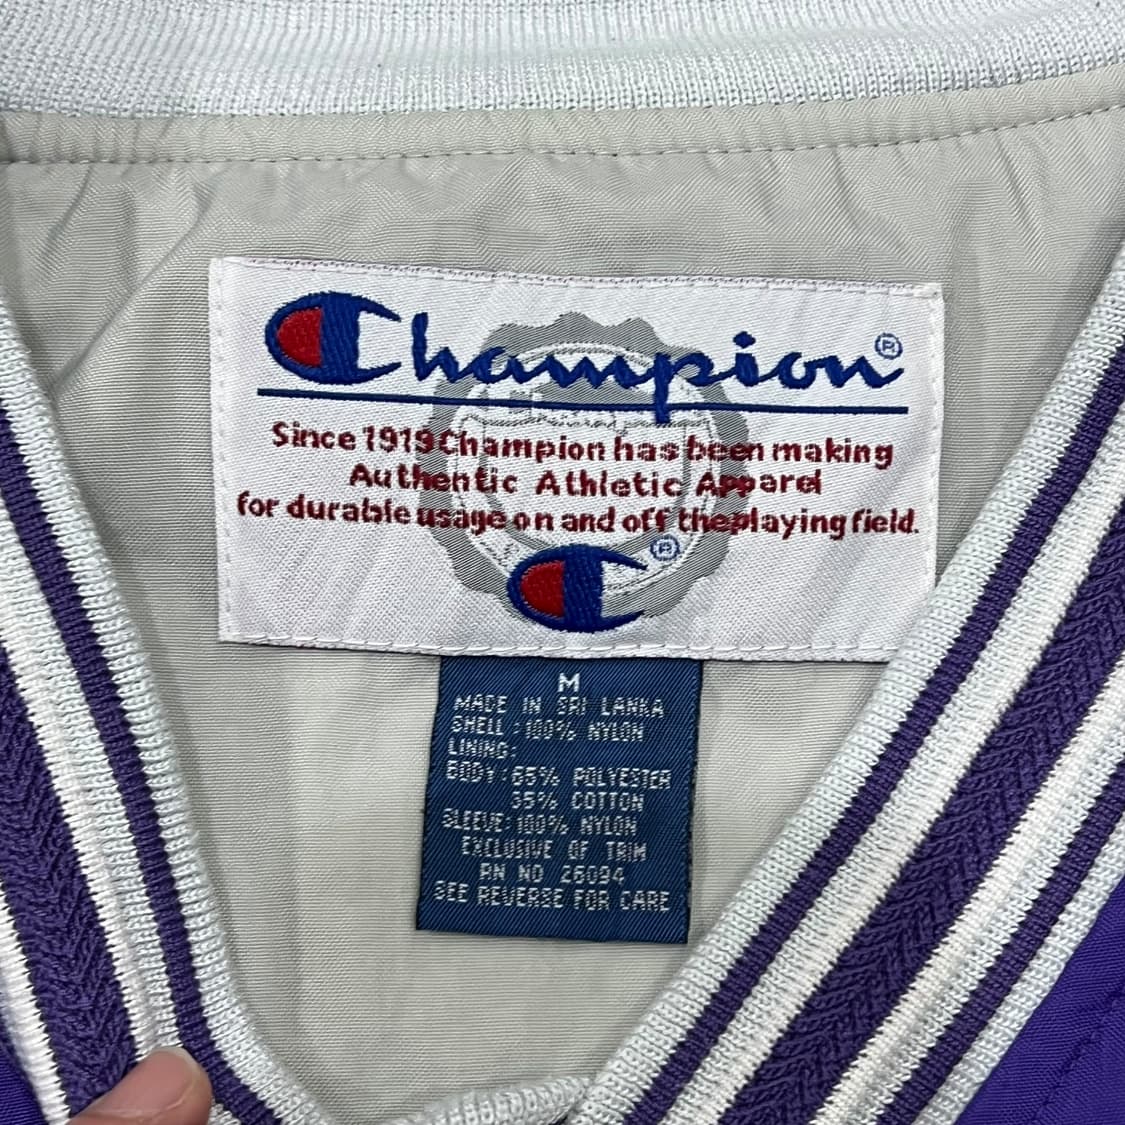 Champion®
Since 1919 Champion has been making
Authentic Athletic Apparel
for durable usage on and off the playing field.
®
M
MADE IN SRI LANKA
SHELL : 100% NYLON
LINING:
BODY : 65% POLYESTER
35% COTTON
SLEEVE: 100% NYLON
EXCLUSIVE OF TRIM
RN NO 26094
SEE REVERSE FOR CARE